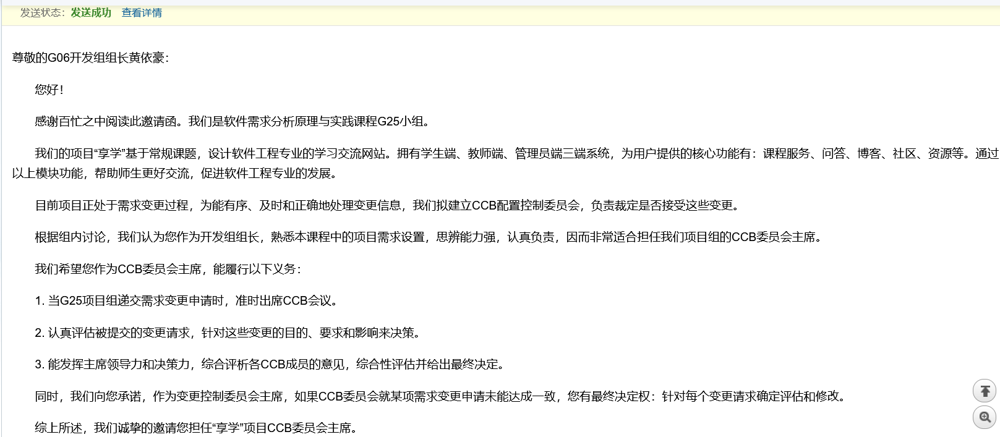 发送状态：发送成功 查看详情
尊敬的G06开发组组长黄依豪：
您好！
感谢百忙之中阅读此邀请函。我们是软件需求分析原理与实践课程G25小组。
我们的项目“享学”基于常规课题，设计软件工程专业的学习交流网站。拥有学生端、教师端、管理员端三端系统，为用户提供的核心功能有：课程服务、问答、博客、社区、资源等。通过
以上模块功能，帮助师生更好交流，促进软件工程专业的发展。
目前项目正处于需求变更过程，为能有序、及时和正确地处理变更信息，我们拟建立CCB配置控制委员会，负责裁定是否接受这些变更。
根据组内讨论，我们认为您作为开发组组长，熟悉本课程中的项目需求设置，思辨能力强，认真负责，因而非常适合担任我们项目组的CCB委员会主席。
我们希望您作为CCB委员会主席，能履行以下义务：
1. 当G25项目组递交需求变更申请时，准时出席CCB会议。
2. 认真评估被提交的变更请求，针对这些变更的目的、要求和影响来决策。
3. 能发挥主席领导力和决策力，综合评析各CCB成员的意见，综合性评估并给出最终决定。
同时，我们向您承诺，作为变更控制委员会主席，如果CCB委员会就某项需求变更申请未能达成一致，您有最终决定权：针对每个变更请求确定评估和修改。
综上所述，我们诚挚的邀请您担任“享学”项目CCB委员会主席。